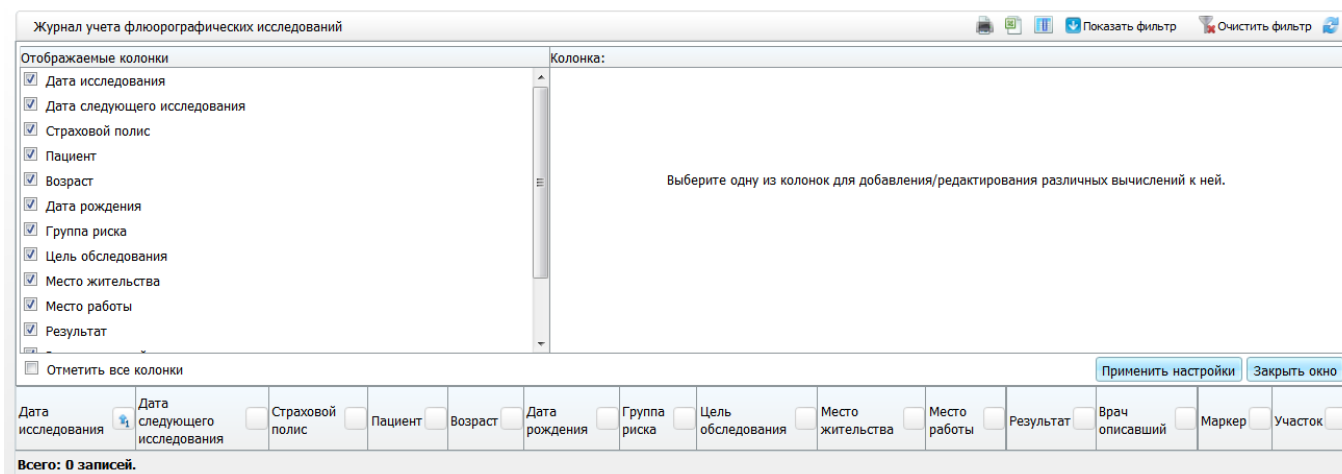 Журнал учета флюорографических исследований
Показать фильтр
Очистить фильтр
Отображаемые колонки
Колонка:
Дата исследования
Дата следующего исследования
Страховой полис
Пациент
Возраст
Дата рождения
Группа риска
Цель обследования
Место жительства
Место работы
Результат
Выберите одну из колонок для добавления/редактирования различных вычислений к ней.
Отметить все колонки
Применить настройки
Закрыть окно
Дата
исследования
1
Дата
следующего
исследования
Страховой
полис
Пациент
Возраст
Дата
рождения
Группа
риска
Цель
обследования
Место
жительства
Место
работы
Результат
Врач
описавший
Маркер
Участок
Всего: 0 записей.